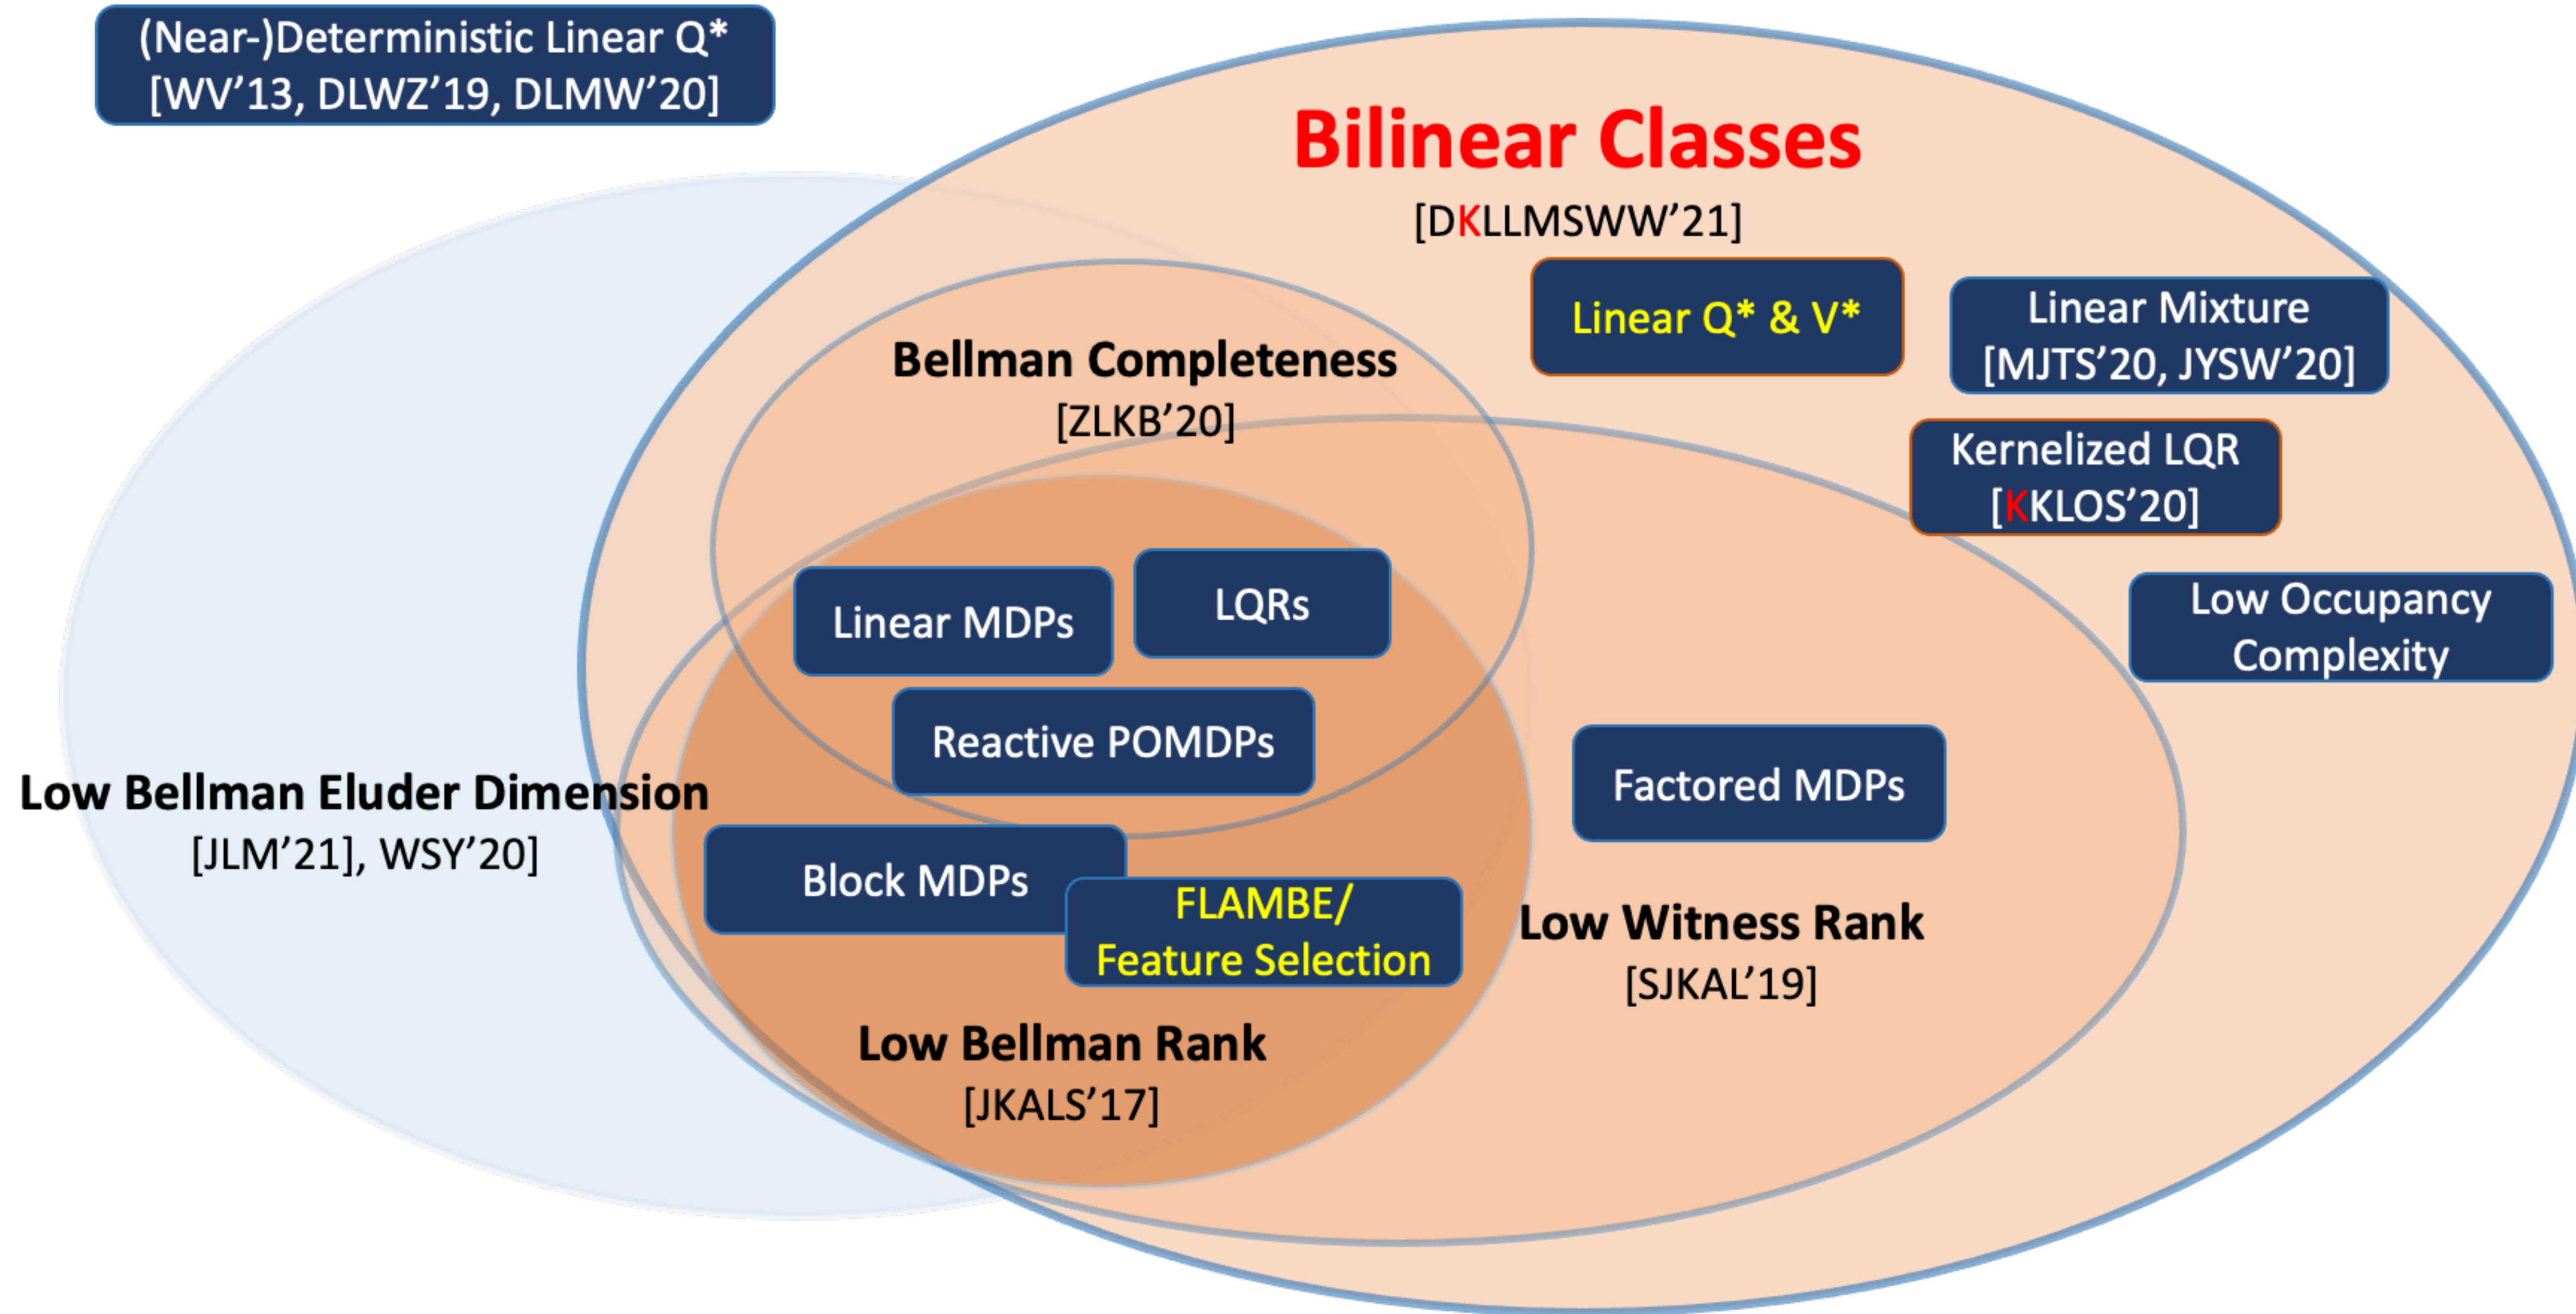 (Near-)Deterministic Linear Q*
[WV’13, DLWZ’19, DLMW’20]
Bilinear Classes
[DKLLMSWW’21]
Linear Q* & V*
Linear Mixture
[MJTS’20, JYSW’20]
Bellman Completeness
[ZLKB’20]
Kernelized LQR
[KKLOS’20]
Linear MDPs
LQRs
Low Occupancy
Complexity
Reactive POMDPs
Factored MDPs
Low Bellman Eluder Dimension
[JLM’21], WSY’20]
Block MDPs
FLAMBE/
Feature Selection
Low Witness Rank
[SJKAL’19]
Low Bellman Rank
[JKALS’17]